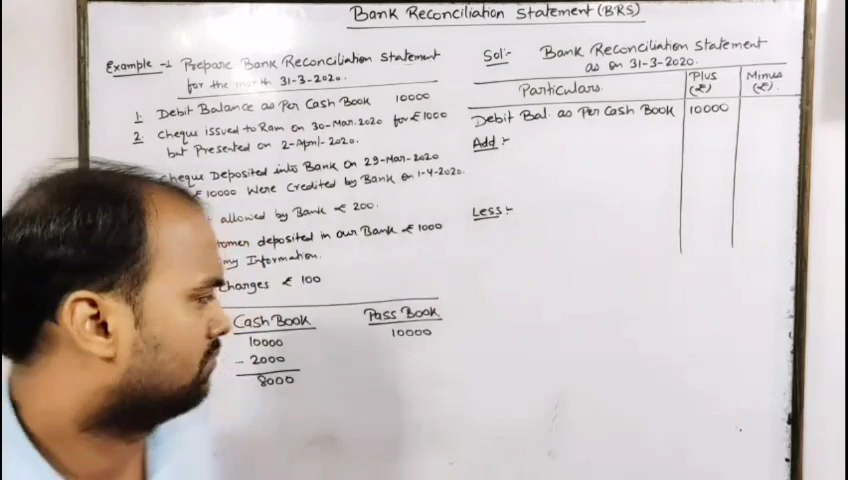 Bank Reconciliation Statement (BRS)
Example -1 Prepare Bank Reconciliation Statement
for the month 31-3-2020.
1. Debit Balance as Per Cash Book 10000
2. Cheque issued to Ram on 30-Mar.2020 for ₹1000
but Presented on 2-April-2020.
Cheque Deposited into Bank on 29-Mar-2020
₹ 10000 Were Credited by Bank on 1-4-2020.
allowed by Bank ₹ 200.
tomer deposited in our Bank ₹ 1000
my Information.
Charges ₹ 100
Cash Book Pass Book
10000 10000
- 2000
8000
Sol:- Bank Reconciliation Statement
as on 31-3-2020.
Particulars. Plus (₹) Minus (₹).
Debit Bal. as Per Cash Book 10000
Add:-
Less:-